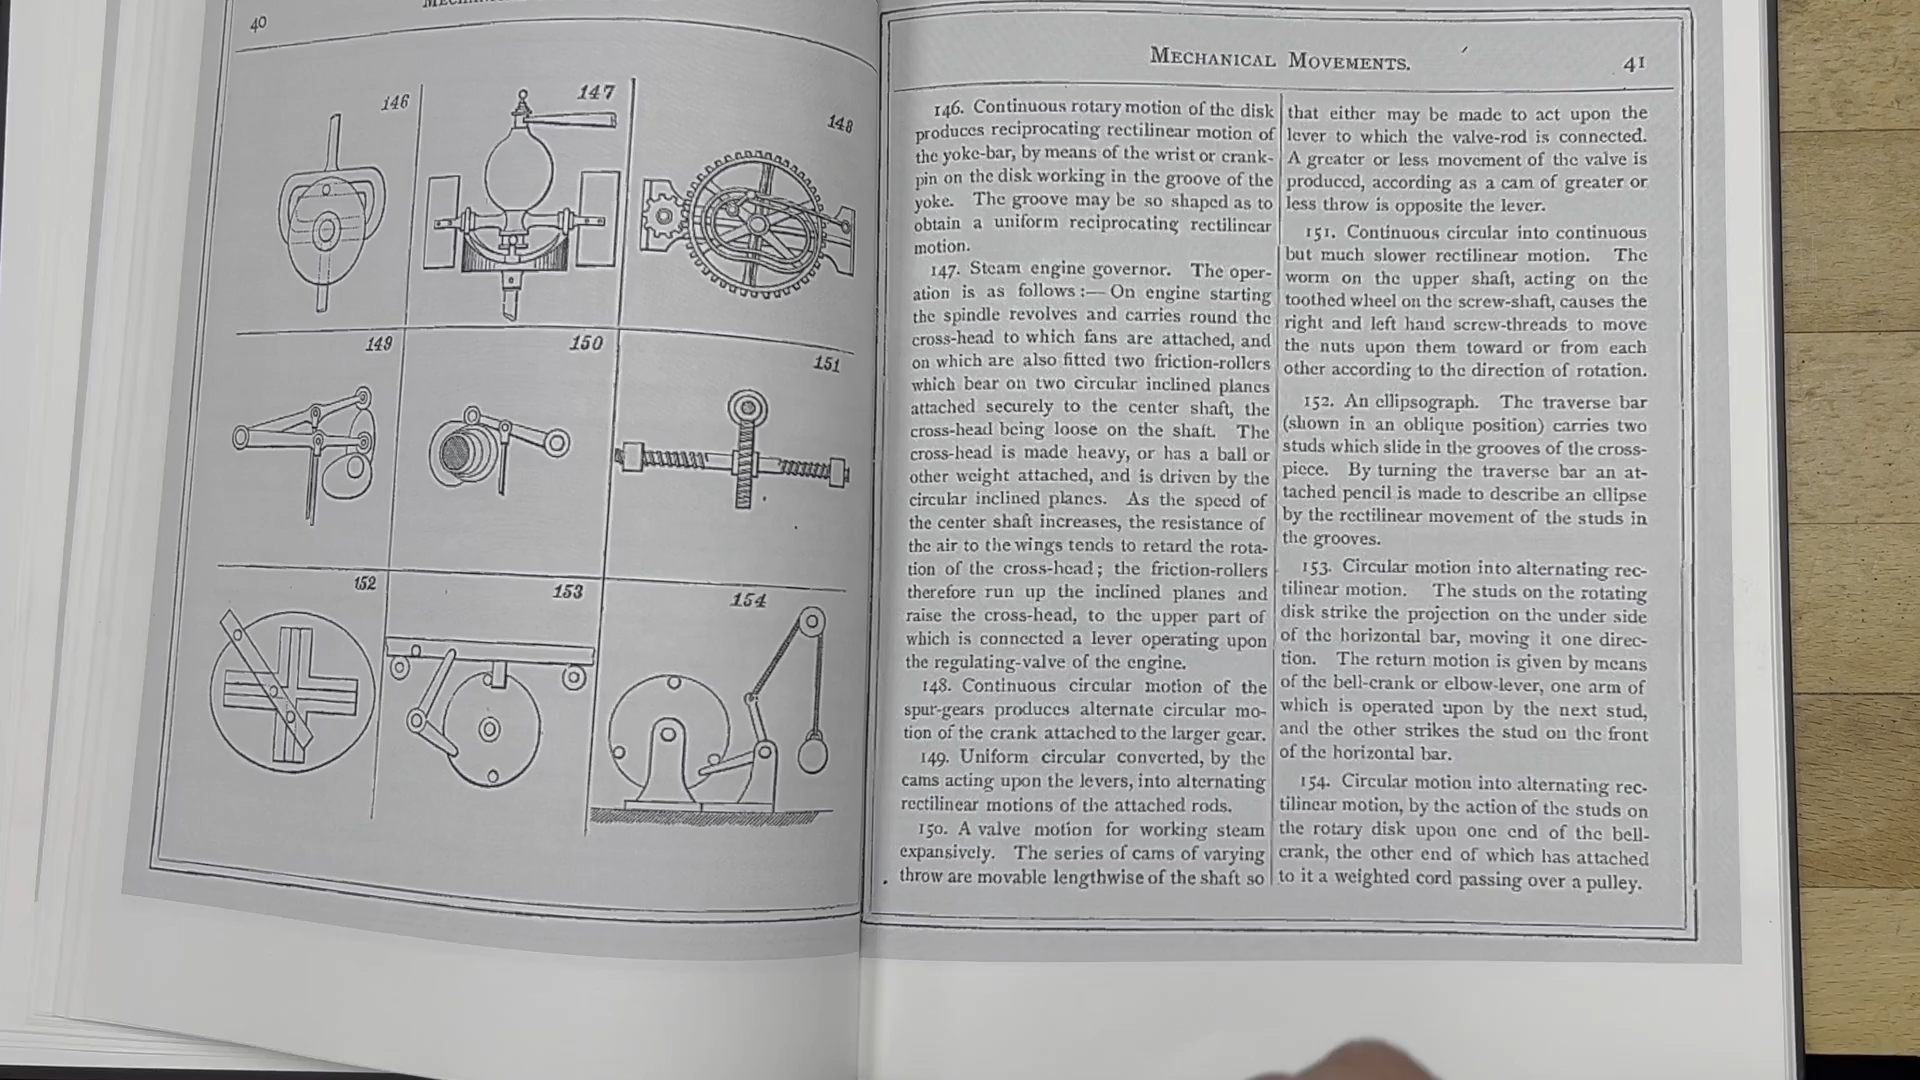 40
146
147
148
149
150
151
152
153
154
MECHANICAL MOVEMENTS.
41
146. Continuous rotary motion of the disk
produces reciprocating rectilinear motion of
the yoke-bar, by means of the wrist or crank-
pin on the disk working in the groove of the
yoke. The groove may be so shaped as to
obtain a uniform reciprocating rectilinear
motion.
147. Steam engine governor. The oper-
ation is as follows:—On engine starting
the spindle revolves and carries round the
cross-head to which fans are attached, and
on which are also fitted two friction-rollers
which bear on two circular inclined planes
attached securely to the center shaft, the
cross-head being loose on the shaft. The
cross-head is made heavy, or has a ball or
other weight attached, and is driven by the
circular inclined planes. As the speed of
the center shaft increases, the resistance of
the air to the wings tends to retard the rota-
tion of the cross-head; the friction-rollers
therefore run up the inclined planes and
raise the cross-head, to the upper part of
which is connected a lever operating upon
the regulating-valve of the engine.
148. Continuous circular motion of the
spur-gears produces alternate circular mo-
tion of the crank attached to the larger gear.
149. Uniform circular converted, by the
cams acting upon the levers, into alternating
rectilinear motions of the attached rods.
150. A valve motion for working steam
expansively. The series of cams of varying
throw are movable lengthwise of the shaft so
that either may be made to act upon the
lever to which the valve-rod is connected.
A greater or less movement of the valve is
produced, according as a cam of greater or
less throw is opposite the lever.
151. Continuous circular into continuous
but much slower rectilinear motion. The
worm on the upper shaft, acting on the
toothed wheel on the screw-shaft, causes the
right and left hand screw-threads to move
the nuts upon them toward or from each
other according to the direction of rotation.
152. An ellipsograph. The traverse bar
(shown in an oblique position) carries two
studs which slide in the grooves of the cross-
piece. By turning the traverse bar an at-
tached pencil is made to describe an ellipse
by the rectilinear movement of the studs in
the grooves.
153. Circular motion into alternating rec-
tilinear motion. The studs on the rotating
disk strike the projection on the under side
of the horizontal bar, moving it one direc-
tion. The return motion is given by means
of the bell-crank or elbow-lever, one arm of
which is operated upon by the next stud,
and the other strikes the stud on the front
of the horizontal bar.
154. Circular motion into alternating rec-
tilinear motion, by the action of the studs on
the rotary disk upon one end of the bell-
crank, the other end of which has attached
to it a weighted cord passing over a pulley.